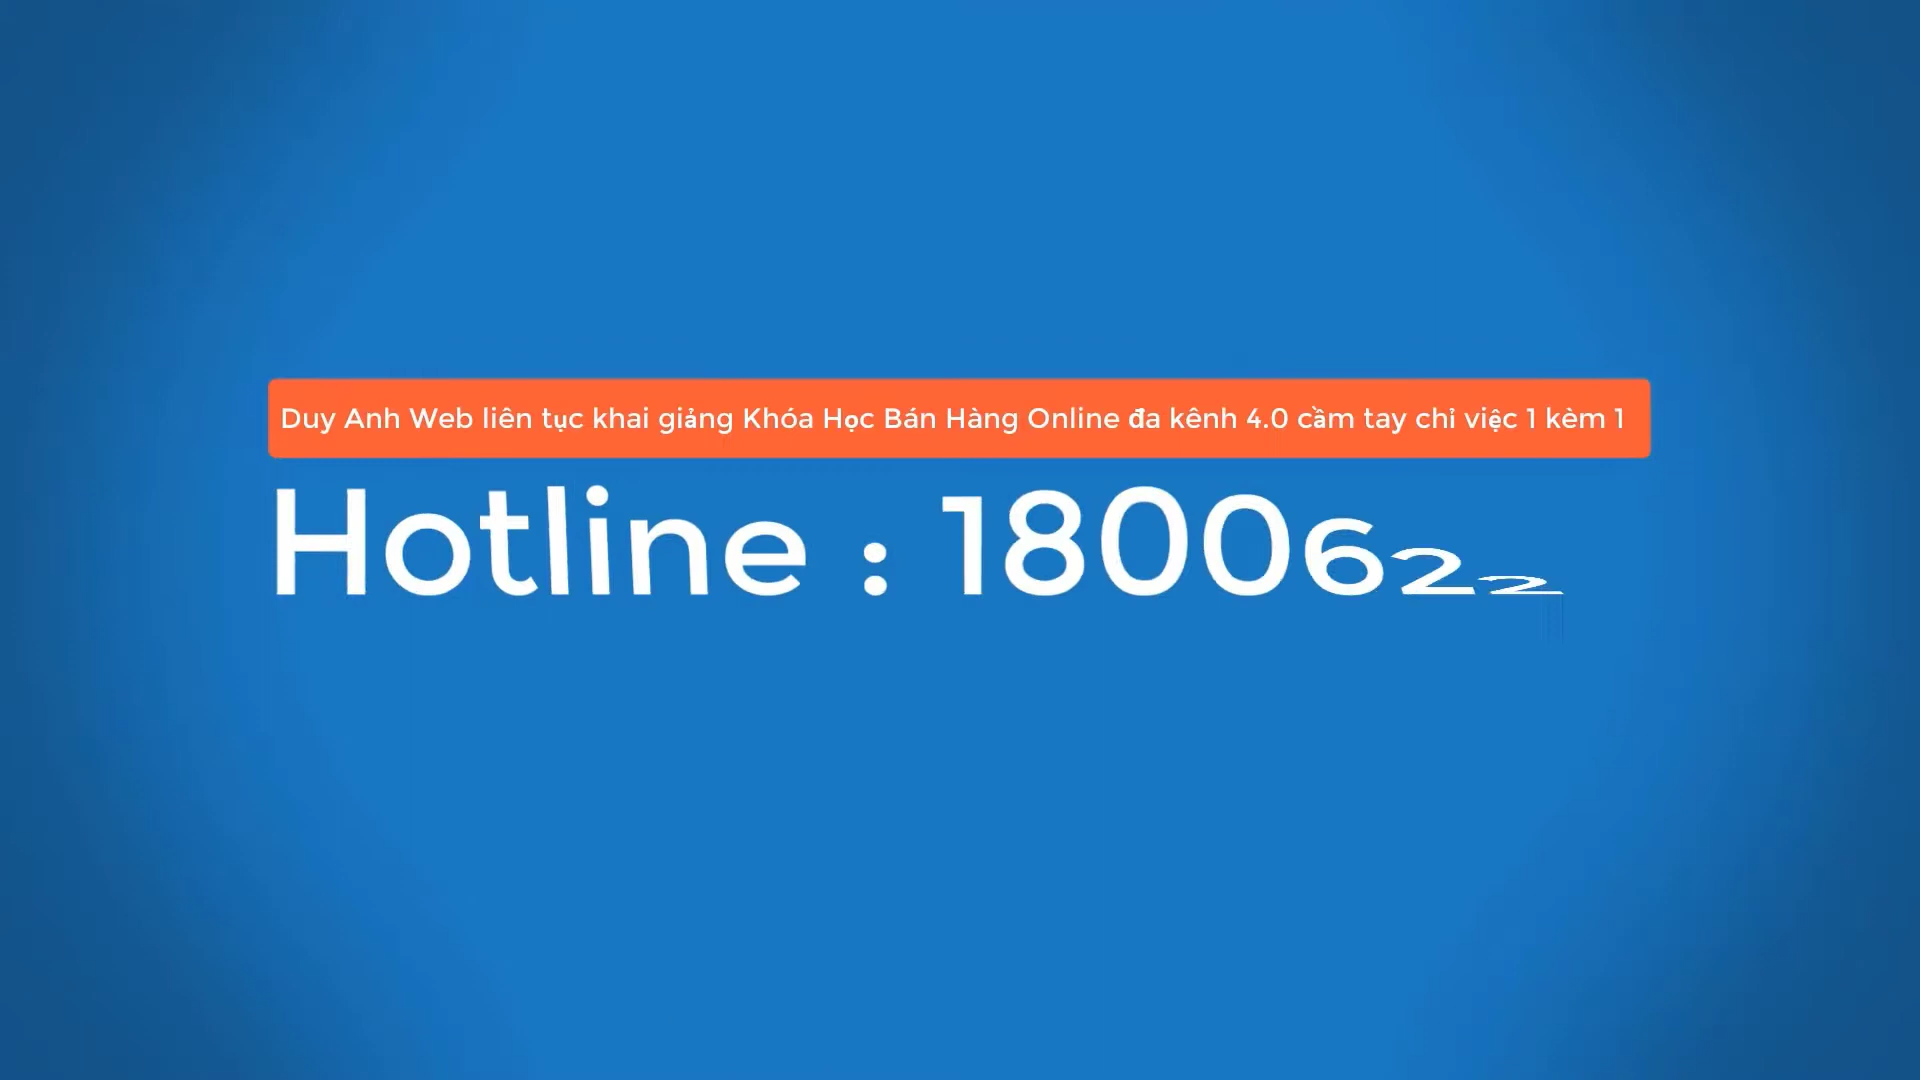 Duy Anh Web liên tục khai giảng Khóa Học Bán Hàng Online đa kênh 4.0 cầm tay chỉ việc 1 kèm 1
Hotline : 1800622